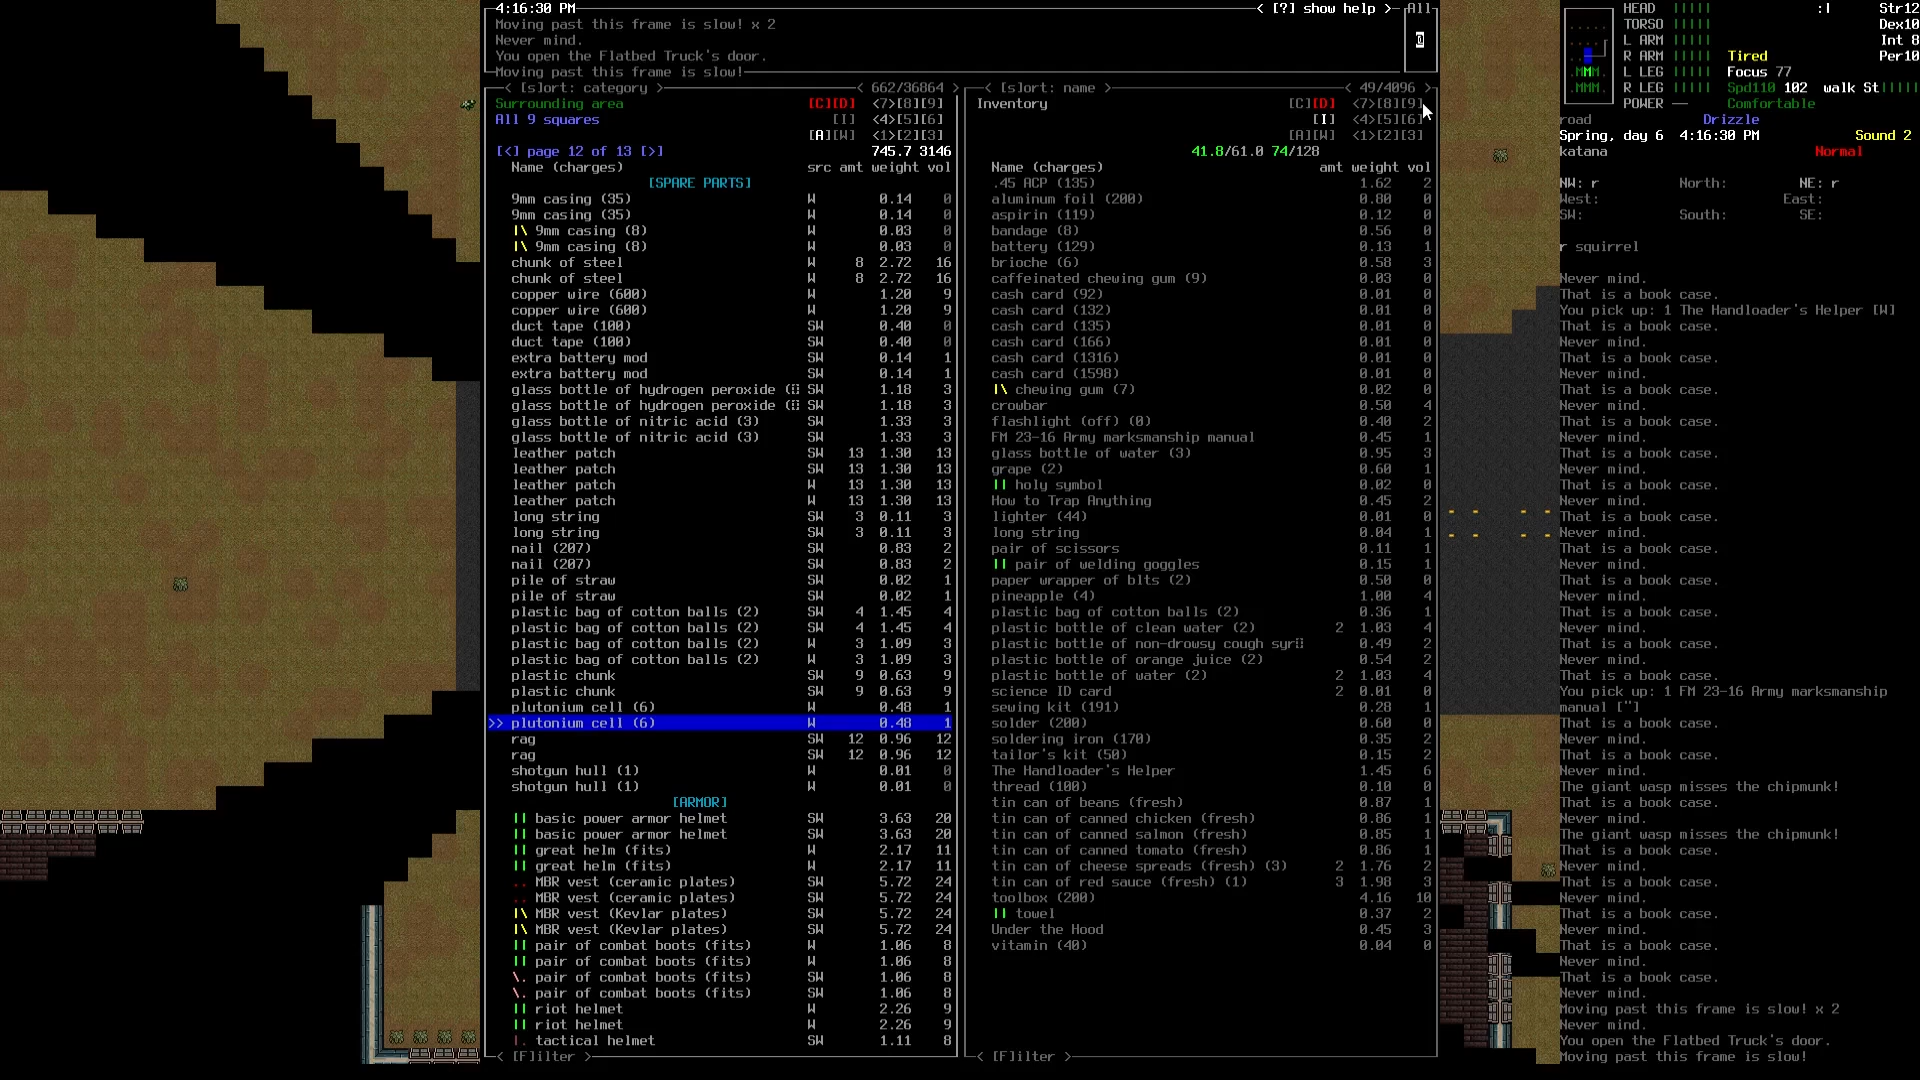 4:16:30 PM
< [?] show help >
All
Moving past this frame is slow! x 2
Never mind.
You open the Flatbed Truck's door.
Moving past this frame is slow!
< [s]ort: category >
< 662/36864 >
Surrounding area [C][D] <7>[8][9]
All 9 squares [I] <4>[5][6]
[A][W] <1>[2][3]
[<] page 12 of 13 [>] 745.7 3146
Name (charges) src amt weight vol
[SPARE PARTS]
9mm casing (35) W 0.14 0
9mm casing (35) W 0.14 0
|\ 9mm casing (8) W 0.03 0
|\ 9mm casing (8) W 0.03 0
chunk of steel W 8 2.72 16
chunk of steel W 8 2.72 16
copper wire (600) W 1.20 9
copper wire (600) W 1.20 9
duct tape (100) SW 0.40 0
duct tape (100) SW 0.40 0
extra battery mod SW 0.14 1
extra battery mod SW 0.14 1
glass bottle of hydrogen peroxide ( SW 1.18 3
glass bottle of hydrogen peroxide ( SW 1.18 3
glass bottle of nitric acid (3) SW 1.33 3
glass bottle of nitric acid (3) SW 1.33 3
leather patch SW 13 1.30 13
leather patch SW 13 1.30 13
leather patch W 13 1.30 13
leather patch W 13 1.30 13
long string SW 3 0.11 3
long string SW 3 0.11 3
nail (207) SW 0.83 2
nail (207) SW 0.83 2
pile of straw SW 0.02 1
pile of straw SW 0.02 1
plastic bag of cotton balls (2) SW 4 1.45 4
plastic bag of cotton balls (2) SW 4 1.45 4
plastic bag of cotton balls (2) W 3 1.09 3
plastic bag of cotton balls (2) W 3 1.09 3
plastic chunk SW 9 0.63 9
plastic chunk SW 9 0.63 9
plutonium cell (6) W 0.48 1
>> plutonium cell (6) W 0.48 1
rag SW 12 0.96 12
rag SW 12 0.96 12
shotgun hull (1) W 0.01 0
shotgun hull (1) W 0.01 0
[ARMOR]
|| basic power armor helmet SW 3.63 20
|| basic power armor helmet SW 3.63 20
|| great helm (fits) W 2.17 11
|| great helm (fits) W 2.17 11
.. MBR vest (ceramic plates) SW 5.72 24
.. MBR vest (ceramic plates) SW 5.72 24
|\ MBR vest (Kevlar plates) SW 5.72 24
|\ MBR vest (Kevlar plates) SW 5.72 24
|| pair of combat boots (fits) W 1.06 8
|| pair of combat boots (fits) W 1.06 8
\. pair of combat boots (fits) SW 1.06 8
\. pair of combat boots (fits) SW 1.06 8
|| riot helmet W 2.26 9
|| riot helmet W 2.26 9
|. tactical helmet SW 1.11 8
< [F]ilter >
< [s]ort: name >
< 49/4096 >
Inventory [C][D] <7>[8][9]
[I] <4>[5][6]
[A][W] <1>[2][3]
41.8/61.0 74/128
Name (charges) amt weight vol
.45 ACP (135) 1.62 2
aluminum foil (200) 0.80 0
aspirin (119) 0.12 0
bandage (8) 0.56 0
battery (129) 0.13 1
brioche (6) 0.58 3
caffeinated chewing gum (9) 0.03 0
cash card (92) 0.01 0
cash card (132) 0.01 0
cash card (135) 0.01 0
cash card (166) 0.01 0
cash card (1316) 0.01 0
cash card (1598) 0.01 0
|\ chewing gum (7) 0.02 0
crowbar 0.50 4
flashlight (off) (0) 0.40 2
FM 23-16 Army marksmanship manual 0.45 1
glass bottle of water (3) 0.95 3
grape (2) 0.60 1
|| holy symbol 0.02 0
How to Trap Anything 0.45 2
lighter (44) 0.01 0
long string 0.04 1
pair of scissors 0.11 1
|| pair of welding goggles 0.15 1
paper wrapper of blts (2) 0.50 0
pineapple (4) 1.00 4
plastic bag of cotton balls (2) 0.36 1
plastic bottle of clean water (2) 2 1.03 4
plastic bottle of non-drowsy cough syr 0.49 2
plastic bottle of orange juice (2) 0.54 2
plastic bottle of water (2) 2 1.03 4
science ID card 2 0.01 0
sewing kit (191) 0.28 1
solder (200) 0.60 0
soldering iron (170) 0.35 2
tailor's kit (50) 0.15 2
The Handloader's Helper 1.45 6
thread (100) 0.10 0
tin can of beans (fresh) 0.87 1
tin can of canned chicken (fresh) 0.86 1
tin can of canned salmon (fresh) 0.85 1
tin can of canned tomato (fresh) 0.86 1
tin can of cheese spreads (fresh) (3) 2 1.76 2
tin can of red sauce (fresh) (1) 3 1.98 3
toolbox (200) 4.16 10
|| towel 0.37 2
Under the Hood 0.45 3
vitamin (40) 0.04 0
< [F]ilter >
HEAD ||||| :| Str12
TORSO ||||| Dex10
L ARM ||||| Int 8
R ARM ||||| Tired Per10
L LEG ||||| Focus 77
R LEG ||||| Spd110 102 walk St|||||
POWER -- Comfortable
road Drizzle
Spring, day 6 4:16:30 PM Sound 2
katana Normal
NW: r North: NE: r
West: East:
SW: South: SE:
r squirrel
Never mind.
That is a book case.
You pick up: 1 The Handloader's Helper [W]
That is a book case.
Never mind.
That is a book case.
Never mind.
That is a book case.
Never mind.
That is a book case.
Never mind.
That is a book case.
Never mind.
That is a book case.
Never mind.
That is a book case.
Never mind.
That is a book case.
Never mind.
That is a book case.
Never mind.
That is a book case.
Never mind.
That is a book case.
Never mind.
That is a book case.
You pick up: 1 FM 23-16 Army marksmanship
manual ["]
That is a book case.
Never mind.
That is a book case.
Never mind.
The giant wasp misses the chipmunk!
That is a book case.
Never mind.
The giant wasp misses the chipmunk!
That is a book case.
Never mind.
That is a book case.
Never mind.
That is a book case.
Never mind.
That is a book case.
Never mind.
That is a book case.
Never mind.
Moving past this frame is slow! x 2
Never mind.
You open the Flatbed Truck's door.
Moving past this frame is slow!